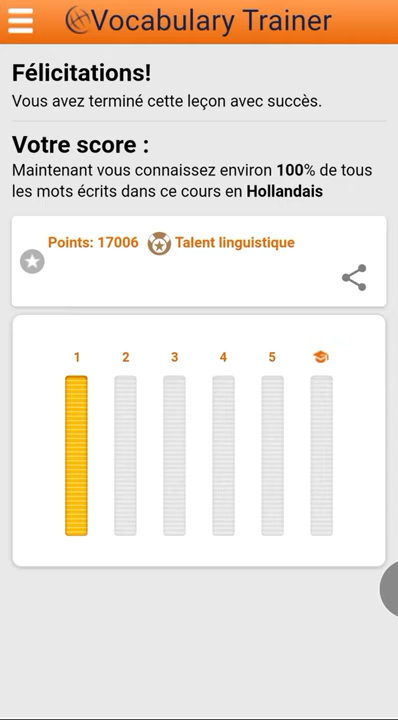 Vocabulary Trainer
Félicitations!
Vous avez terminé cette leçon avec succès.
Votre score :
Maintenant vous connaissez environ 100% de tous
les mots écrits dans ce cours en Hollandais
Points: 17006 Talent linguistique
1 2 3 4 5